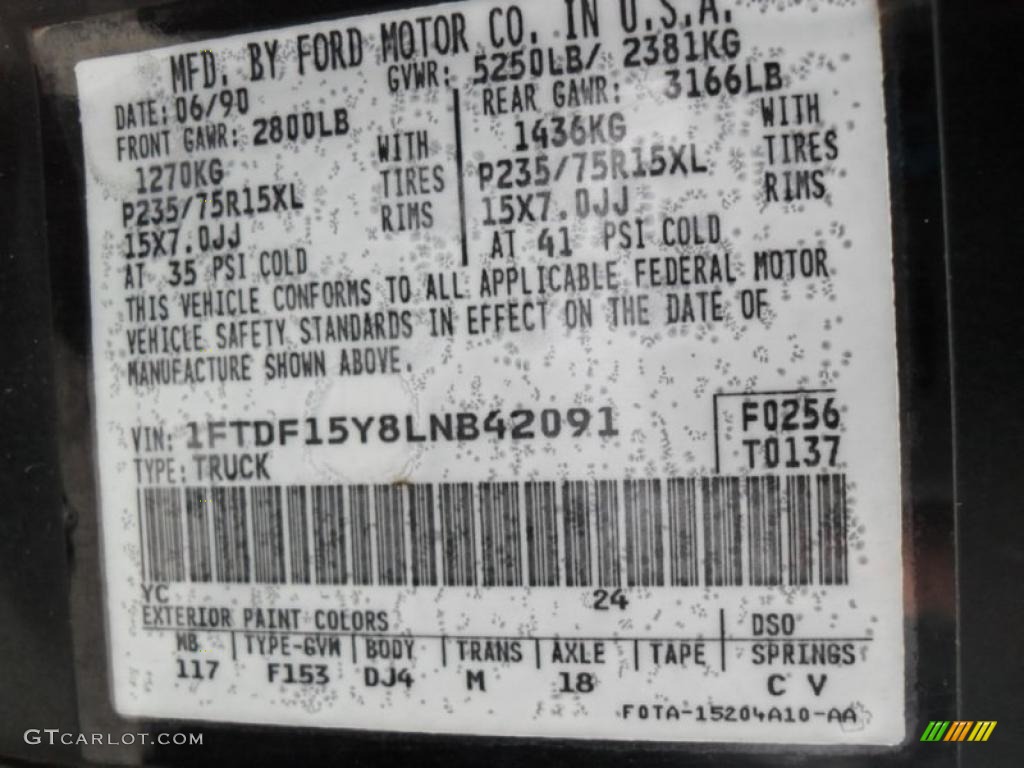 MFD. BY FORD MOTOR CO. IN U.S.A.
DATE: 06/90 GVWR: 5250LB/ 2381KG
FRONT GAWR: 2800LB REAR GAWR: 3166LB
1270KG WITH 1436KG WITH
P235/75R15XL TIRES P235/75R15XL TIRES
15X7.0JJ RIMS 15X7.0JJ RIMS
AT 35 PSI COLD AT 41 PSI COLD
THIS VEHICLE CONFORMS TO ALL APPLICABLE FEDERAL MOTOR
VEHICLE SAFETY STANDARDS IN EFFECT ON THE DATE OF
MANUFACTURE SHOWN ABOVE.
VIN: 1FTDF15Y8LNB42091 F0256
TYPE: TRUCK T0137
YC 24
EXTERIOR PAINT COLORS DSO
WB TYPE-GVW BODY TRANS AXLE TAPE SPRINGS
117 F153 DJ4 M 18 C V
F0TA-15204A10-AA
GTCARLOT.COM